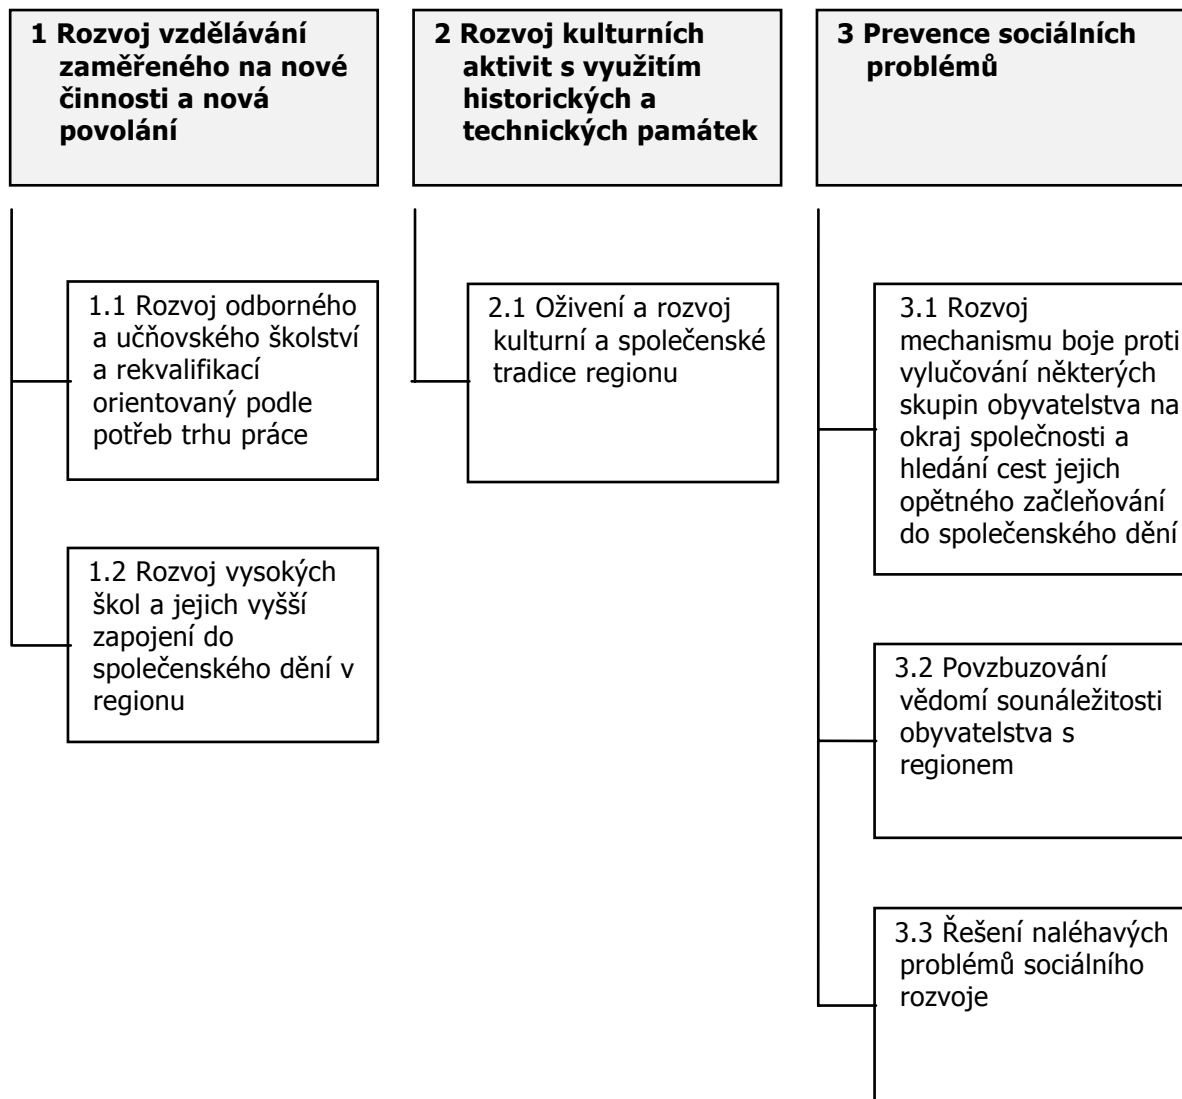 1 Rozvoj vzdělávání
zaměřeného na nové
činnosti a nová
povolání
1.1 Rozvoj odborného
a učňovského školství
a rekvalifikací
orientovaný podle
potřeb trhu práce
1.2 Rozvoj vysokých
škol a jejich vyšší
zapojení do
společenského dění v
regionu
2 Rozvoj kulturních
aktivit s využitím
historických a
technických památek
2.1 Oživení a rozvoj
kulturní a společenské
tradice regionu
3 Prevence sociálních
problémů
3.1 Rozvoj
mechanismu boje proti
vylučování některých
skupin obyvatelstva na
okraj společnosti a
hledání cest jejich
opětného začleňování
do společenského dění
3.2 Povzbuzování
vědomí sounáležitosti
obyvatelstva s
regionem
3.3 Řešení naléhavých
problémů sociálního
rozvoje